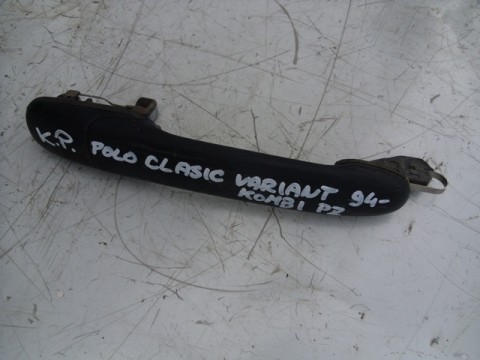 K.P. POLO CLASIC VARIANT 94-
KOMBI PZ